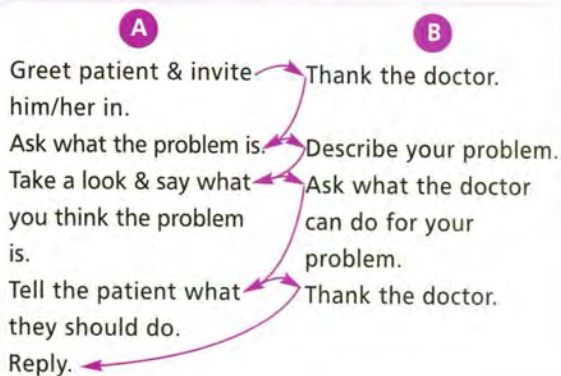 A
Greet patient & invite
him/her in.
Ask what the problem is.
Take a look & say what
you think the problem
is.
Tell the patient what
they should do.
Reply.
B
Thank the doctor.
Describe your problem.
Ask what the doctor
can do for your
problem.
Thank the doctor.